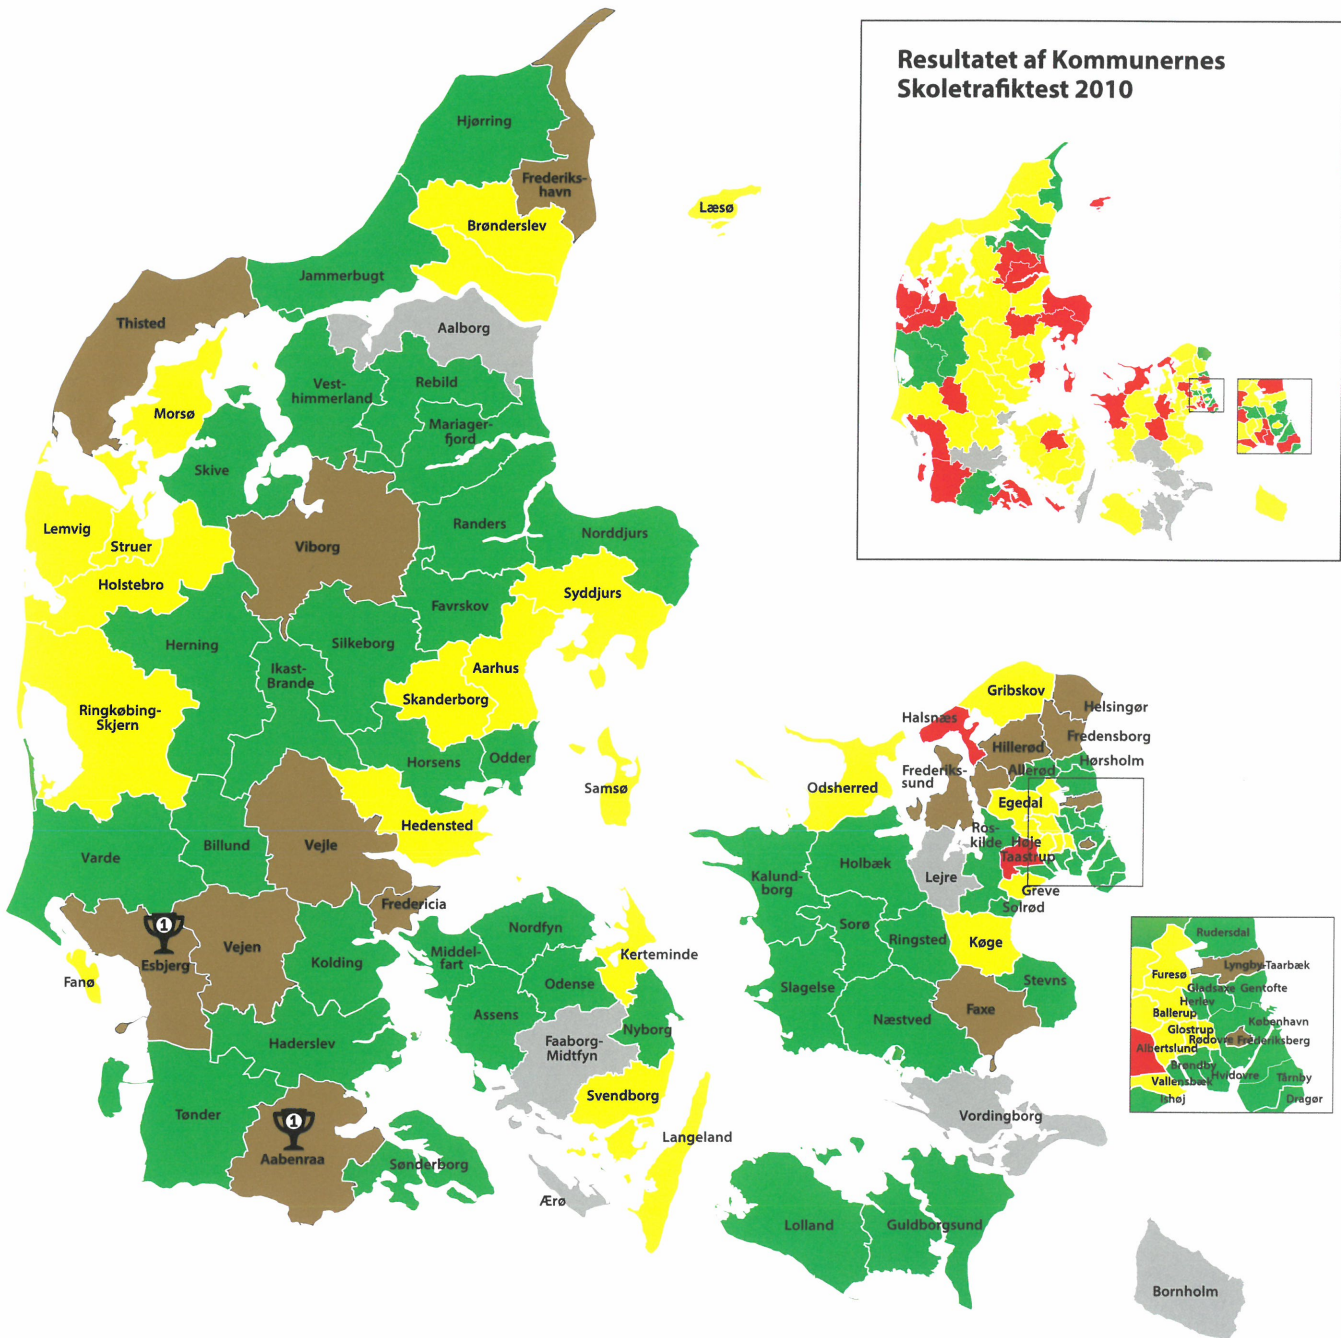 Resultatet af Kommunernes
Skoletrafiktest 2010
Hjørring
Frederiks-
havn
Læsø
Brønderslev
Jammerbugt
Thisted
Aalborg
Vest-
himmerland
Rebild
Morsø
Mariager-
fjord
Skive
Lemvig
Struer
Viborg
Randers
Norddjurs
Holstebro
Syddjurs
Favrskov
Herning
Silkeborg
Ikast-
Brande
Aarhus
Skanderborg
Ringkøbing-
Skjern
Horsens
Odder
Samsø
Hedensted
Billund
Vejle
Varde
Fredericia
1
Esbjerg
Vejen
Kolding
Fanø
Haderslev
Tønder
1
Aabenraa
Sønderborg
Nordfyn
Middel-
fart
Kerteminde
Odense
Assens
Nyborg
Faaborg-
Midtfyn
Svendborg
Langeland
Ærø
Gribskov
Halsnæs
Helsingør
Hillerød
Fredensborg
Hørsholm
Allerød
Frederiks-
sund
Odsherred
Egedal
Ros-
kilde
Høje
Taastrup
Holbæk
Kalund-
borg
Lejre
Greve
Solrød
Sorø
Ringsted
Køge
Slagelse
Stevns
Næstved
Faxe
Vordingborg
Lolland
Guldborgsund
Bornholm
Rudersdal
Lyngby-Taarbæk
Furesø
Gladsaxe
Gentofte
Herlev
Ballerup
København
Glostrup
Rødovre
Frederiksberg
Albertslund
Brøndby
Hvidovre
Tårnby
Vallensbæk
Ishøj
Dragør